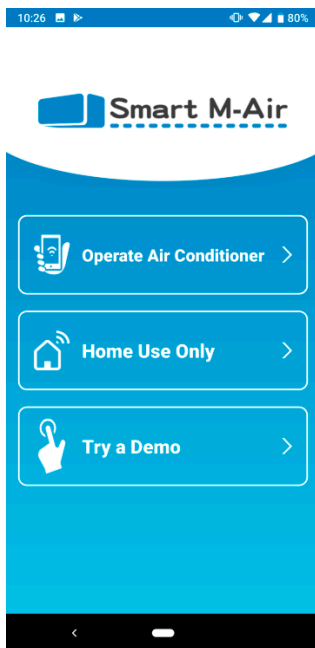 10:26 80%
Smart M-Air
Operate Air Conditioner
Home Use Only
Try a Demo